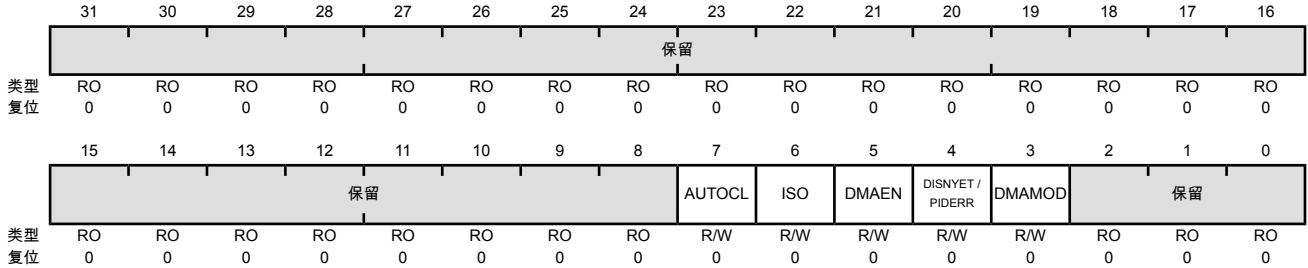 31 30 29 28 27 26 25 24 23 22 21 20 19 18 17 16
保留
类型 RO RO RO RO RO RO RO RO RO RO RO RO RO RO RO RO
复位 0 0 0 0 0 0 0 0 0 0 0 0 0 0 0 0
15 14 13 12 11 10 9 8 7 6 5 4 3 2 1 0
保留 AUTOCL ISO DMAEN DISNYET / PIDERR DMAMOD 保留
类型 RO RO RO RO RO RO RO RO R/W R/W R/W R/W R/W RO RO RO
复位 0 0 0 0 0 0 0 0 0 0 0 0 0 0 0 0